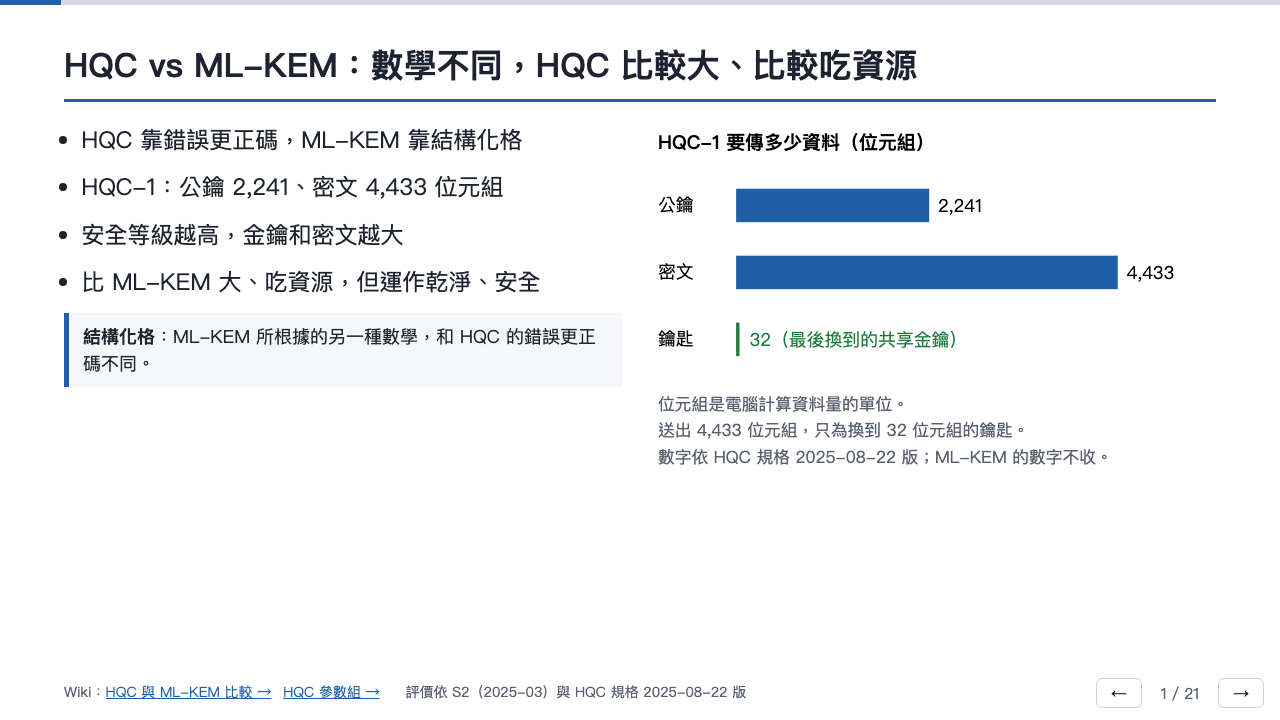 HQC vs ML–KEM：數學不同，HQC 比較大、比較吃資源
• HQC 靠錯誤更正碼，ML–KEM 靠結構化格
• HQC–1：公鑰 2,241、密文 4,433 位元組
• 安全等級越高，金鑰和密文越大
• 比 ML–KEM 大、吃資源，但運作乾淨、安全
結構化格：ML–KEM 所根據的另一種數學，和 HQC 的錯誤更正
碼不同。
HQC–1 要傳多少資料（位元組）
公鑰 2,241
密文 4,433
鑰匙 32（最後換到的共享金鑰）
位元組是電腦計算資料量的單位。
送出 4,433 位元組，只為換到 32 位元組的鑰匙。
數字依 HQC 規格 2025–08–22 版；ML–KEM 的數字不收。
Wiki：HQC 與 ML–KEM 比較 → HQC 參數組 → 評價依 S2（2025–03）與 HQC 規格 2025–08–22 版
← 1 / 21 →